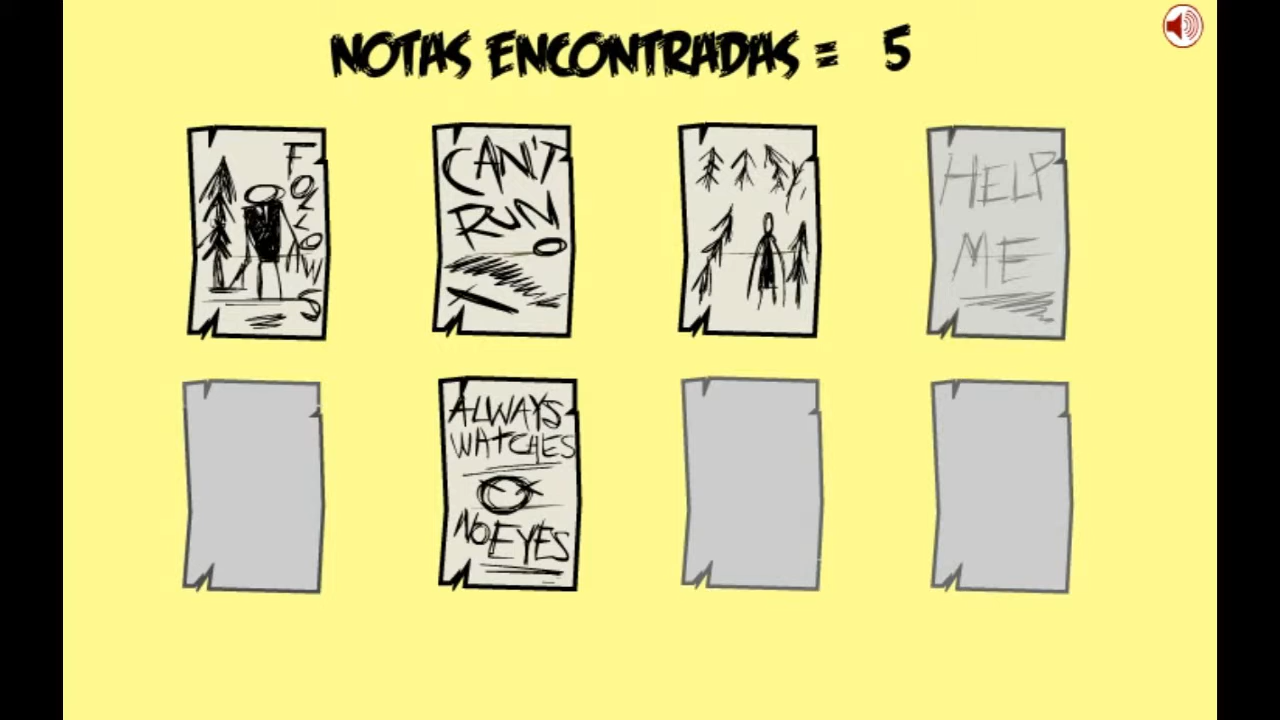 NOTAS ENCONTRADAS = 5
FOLLOWS
CAN'T
RUN
HELP
ME
ALWAYS
WATCHES
NO EYES